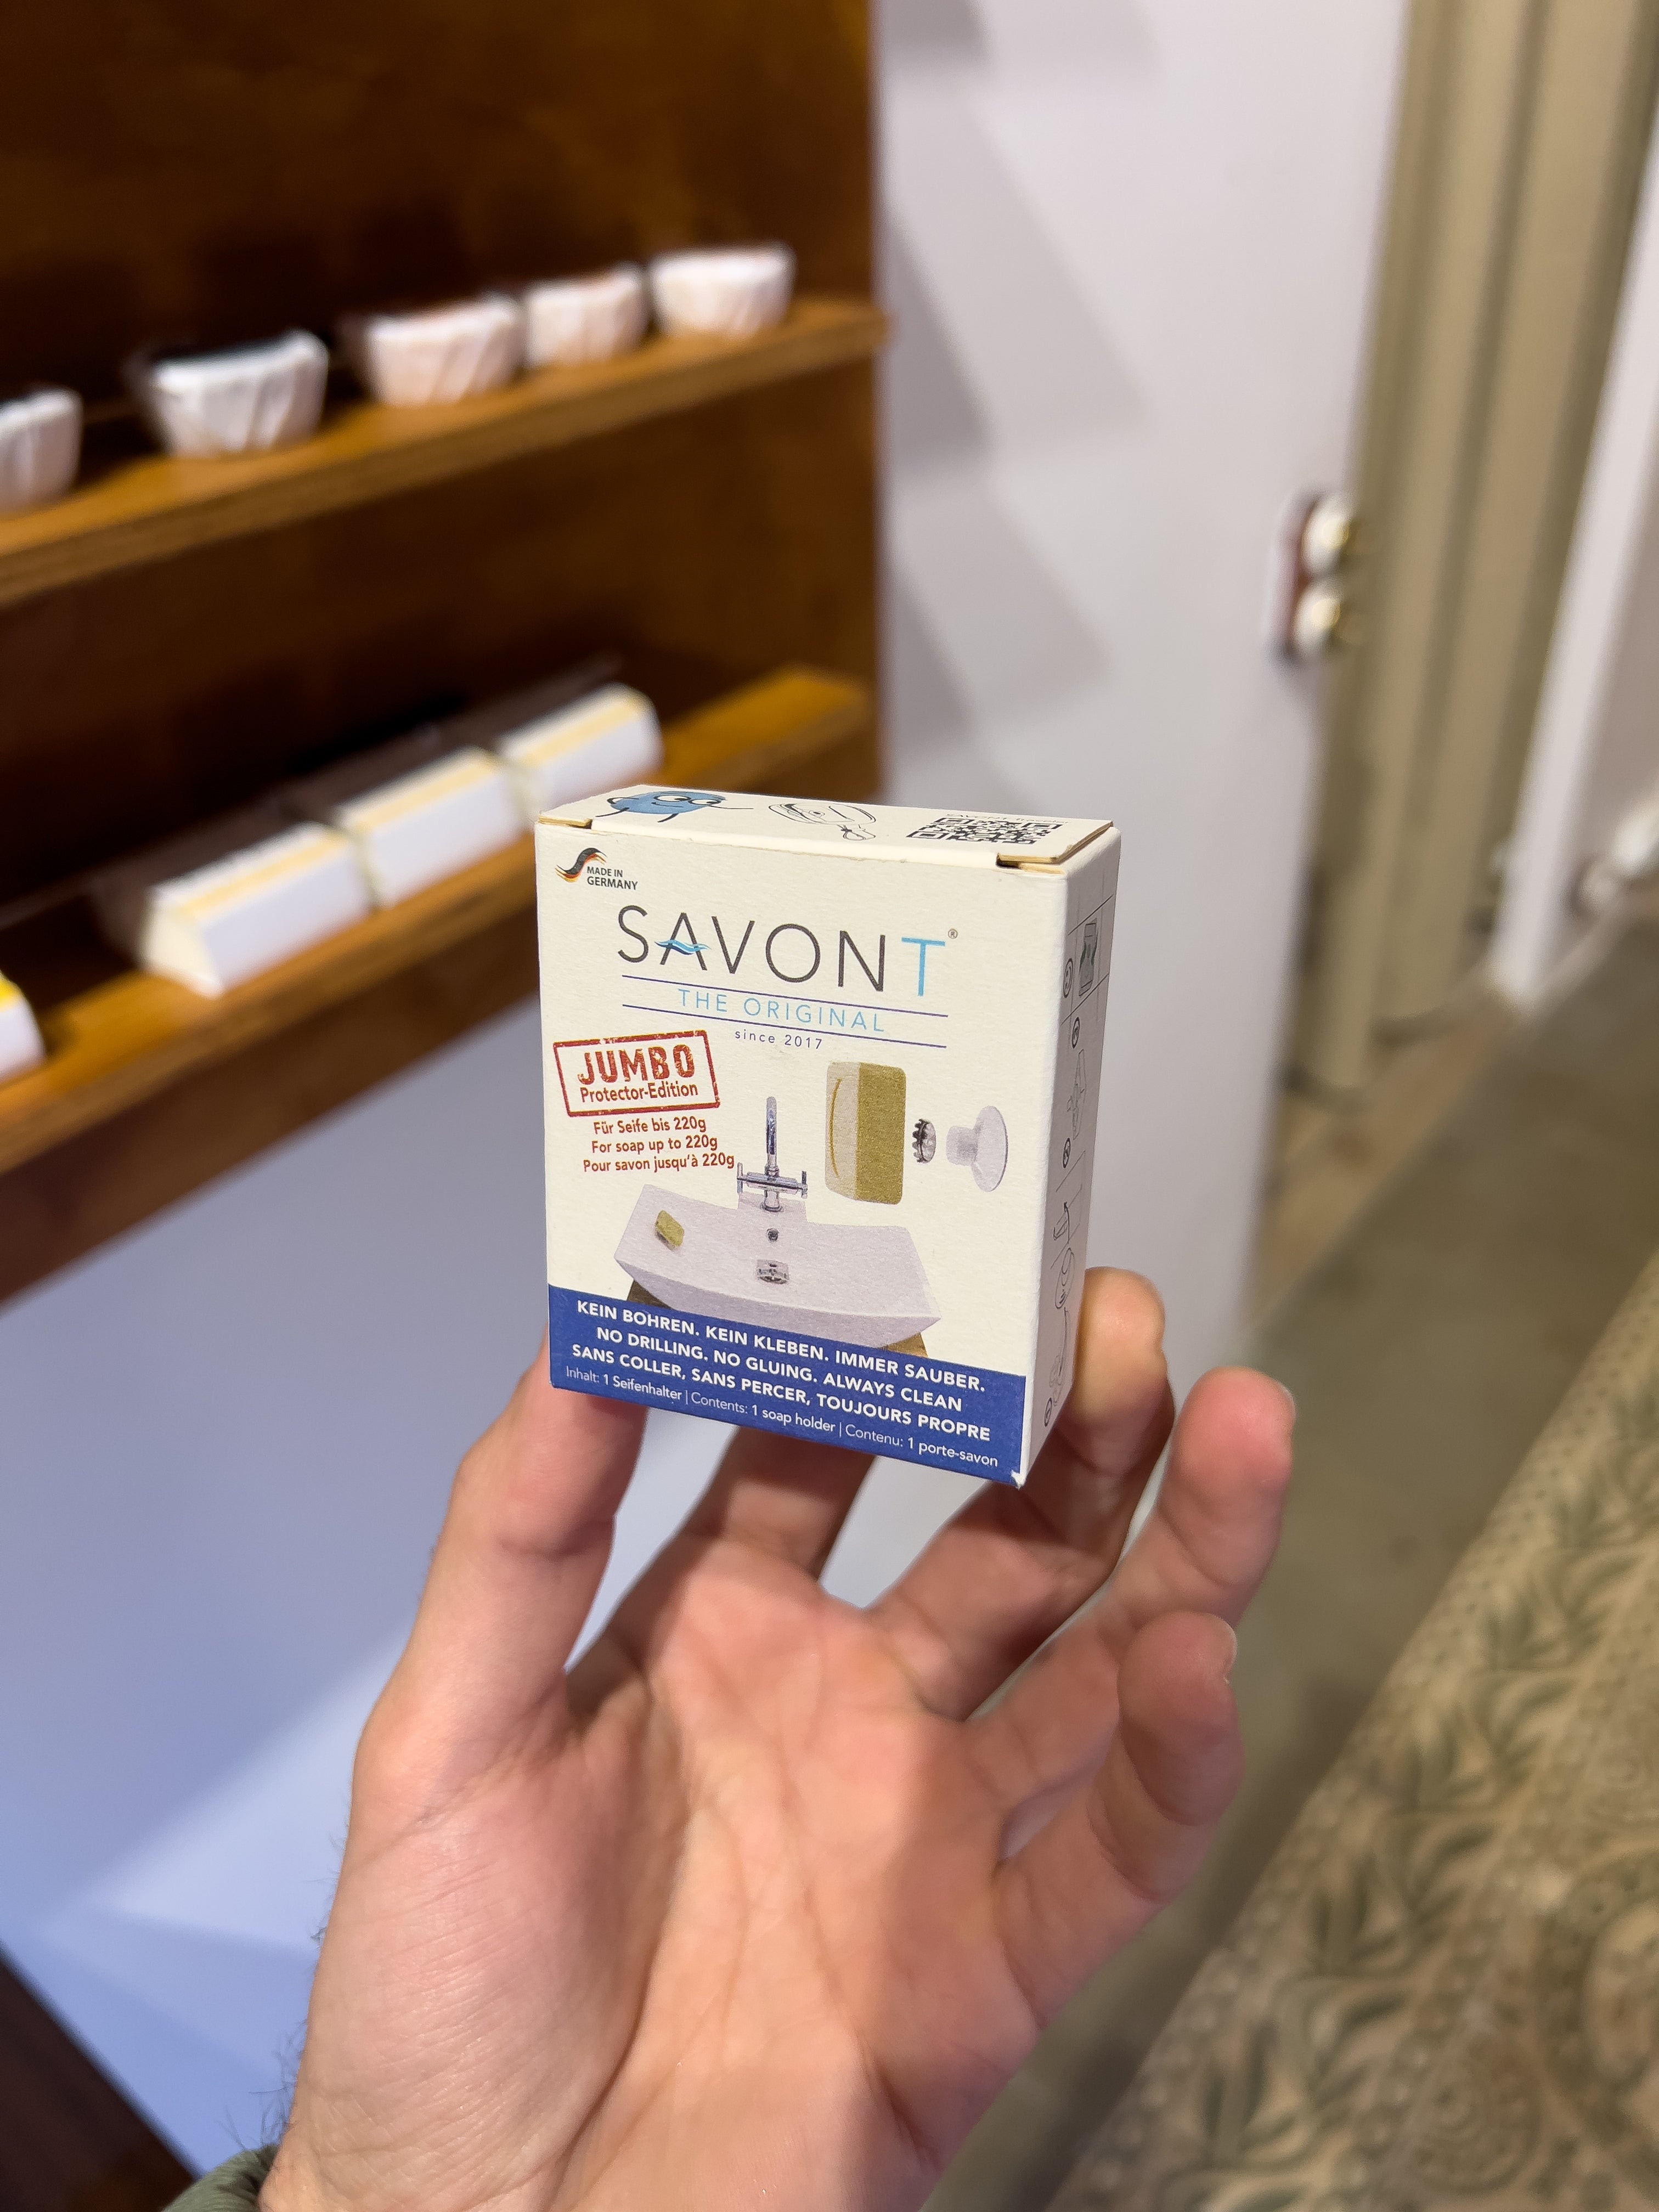 MADE IN
GERMANY
SAVONT®
THE ORIGINAL
since 2017
JUMBO
Protector-Edition
Für Seife bis 220g
For soap up to 220g
Pour savon jusqu'à 220g
KEIN BOHREN. KEIN KLEBEN. IMMER SAUBER.
NO DRILLING. NO GLUING. ALWAYS CLEAN
SANS COLLER, SANS PERCER, TOUJOURS PROPRE
Inhalt: 1 Seifenhalter | Contents: 1 soap holder | Contenu: 1 porte-savon